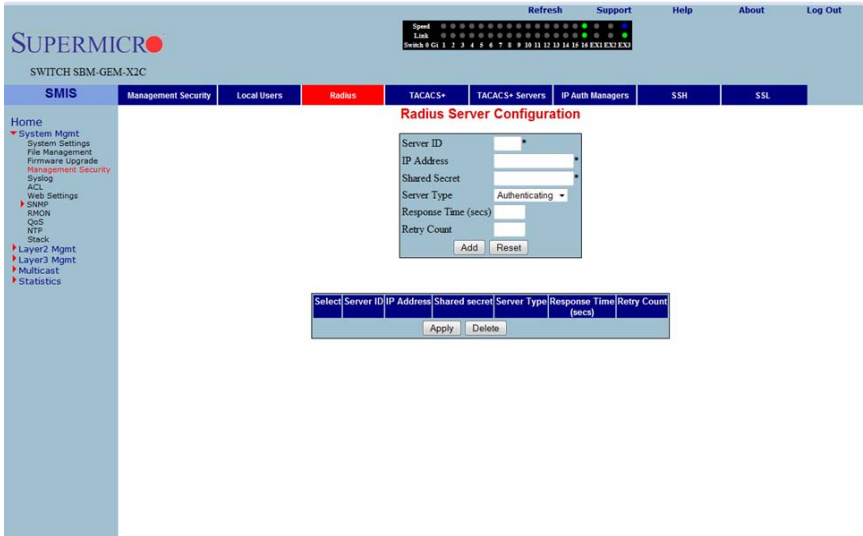 Refresh Support Help About Log Out
Speed
Link
Switch 0 Gi 1 2 3 4 5 6 7 8 9 10 11 12 13 14 15 16 EX1 EX2 EX3
SUPERMICRO
SWITCH SBM-GEM-X2C
SMIS Management Security Local Users Radius TACACS+ TACACS+ Servers IP Auth Managers SSH SSL
Home
System Mgmt
System Settings
File Management
Firmware Upgrade
Management Security
Syslog
ACL
Web Settings
SNMP
RMON
QoS
NTP
Stack
Layer2 Mgmt
Layer3 Mgmt
Multicast
Statistics
Radius Server Configuration
Server ID *
IP Address *
Shared Secret *
Server Type Authenticating
Response Time (secs)
Retry Count
Add Reset
Select Server ID IP Address Shared secret Server Type Response Time (secs) Retry Count
Apply Delete